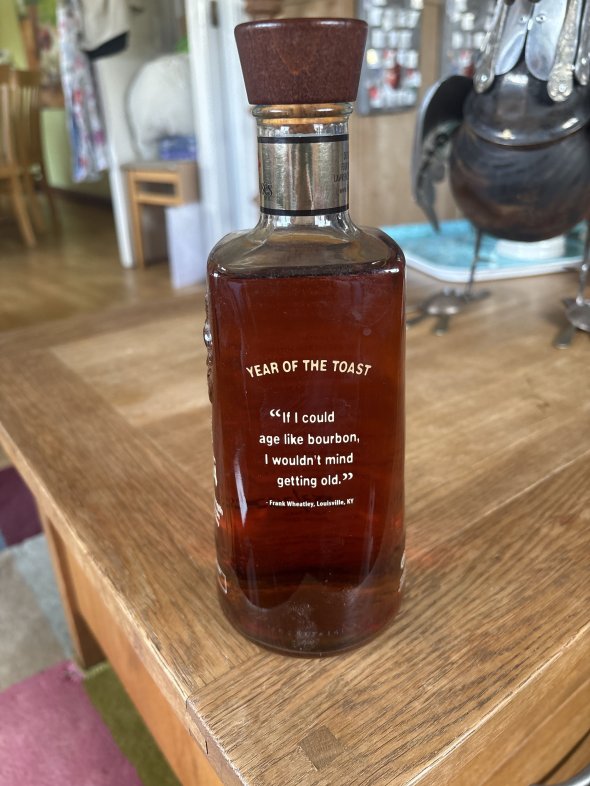 YEAR OF THE TOAST
“If I could
age like bourbon,
I wouldn't mind
getting old.”
- Frank Wheatley, Louisville, KY